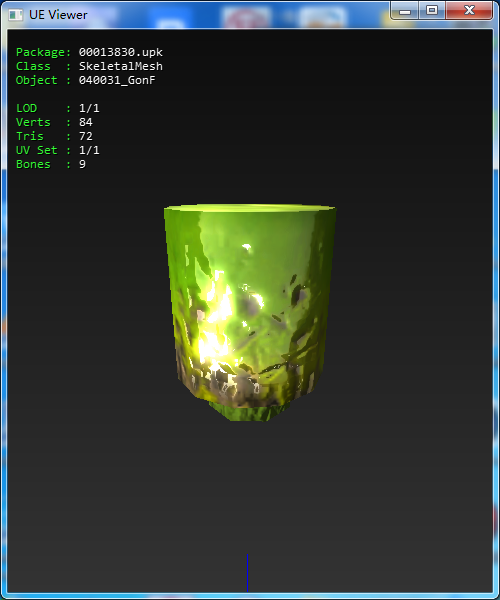 UE Viewer
Package: 00013830.upk
Class : SkeletalMesh
Object : 040031_GonF
LOD : 1/1
Verts : 84
Tris : 72
UV Set : 1/1
Bones : 9